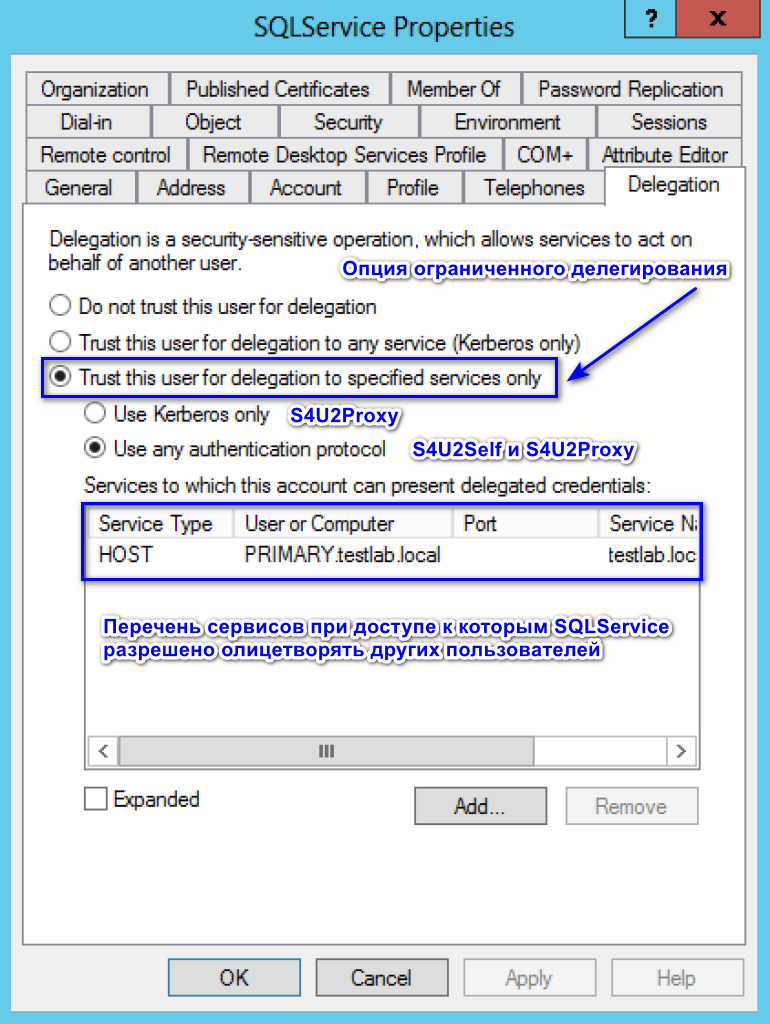 SQLService Properties
?
x
Organization
Published Certificates
Member Of
Password Replication
Dial-in
Object
Security
Environment
Sessions
Remote control
Remote Desktop Services Profile
COM+
Attribute Editor
General
Address
Account
Profile
Telephones
Delegation
Delegation is a security-sensitive operation, which allows services to act on
behalf of another user.
Опция ограниченного делегирования
Do not trust this user for delegation
Trust this user for delegation to any service (Kerberos only)
Trust this user for delegation to specified services only
Use Kerberos only
S4U2Proxy
Use any authentication protocol
S4U2Self и S4U2Proxy
Services to which this account can present delegated credentials:
Service Type
User or Computer
Port
Service Na
HOST
PRIMARY.testlab.local
testlab.loc
Перечень сервисов при доступе к которым SQLService
разрешено олицетворять других пользователей
Expanded
Add...
Remove
OK
Cancel
Apply
Help